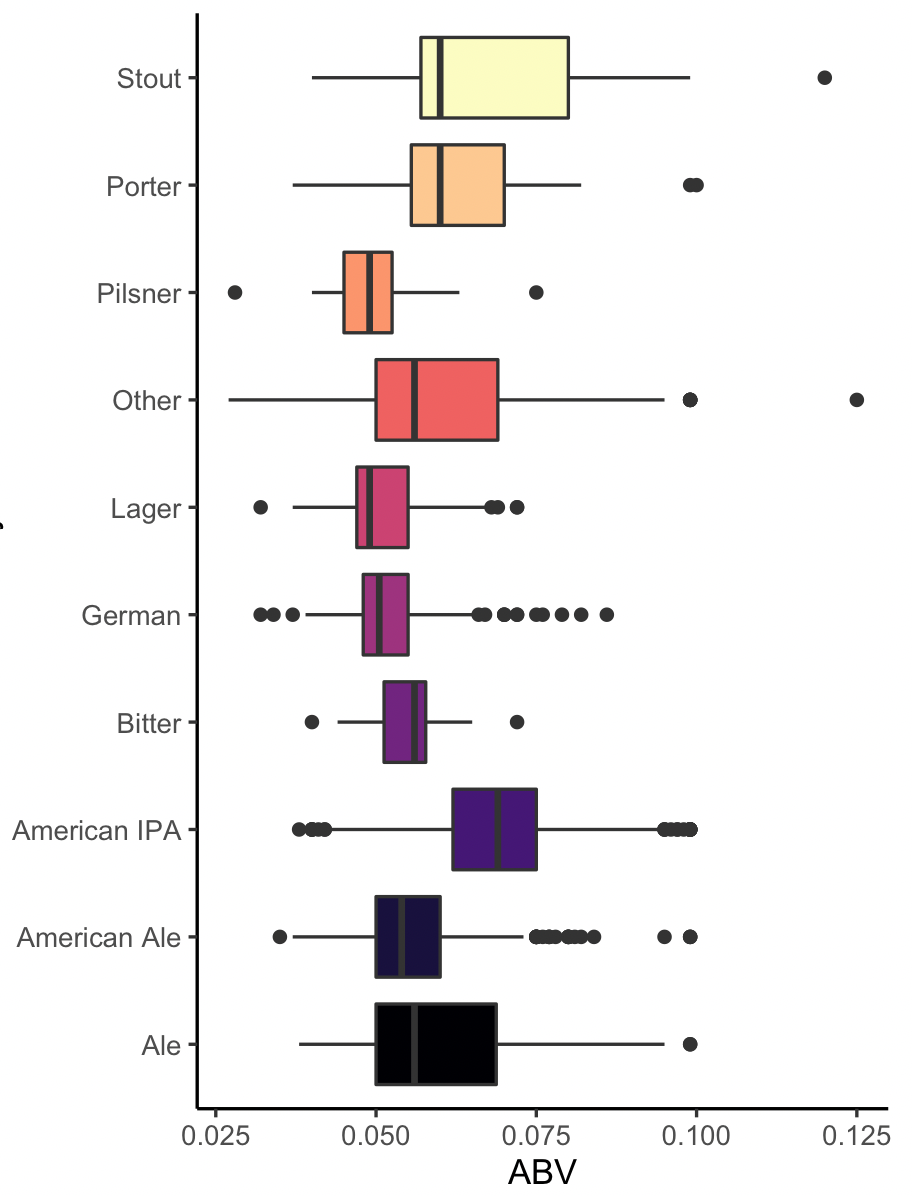 Stout
Porter
Pilsner
Other
Lager
German
Bitter
American IPA
American Ale
Ale
0.025 0.050 0.075 0.100 0.125
ABV